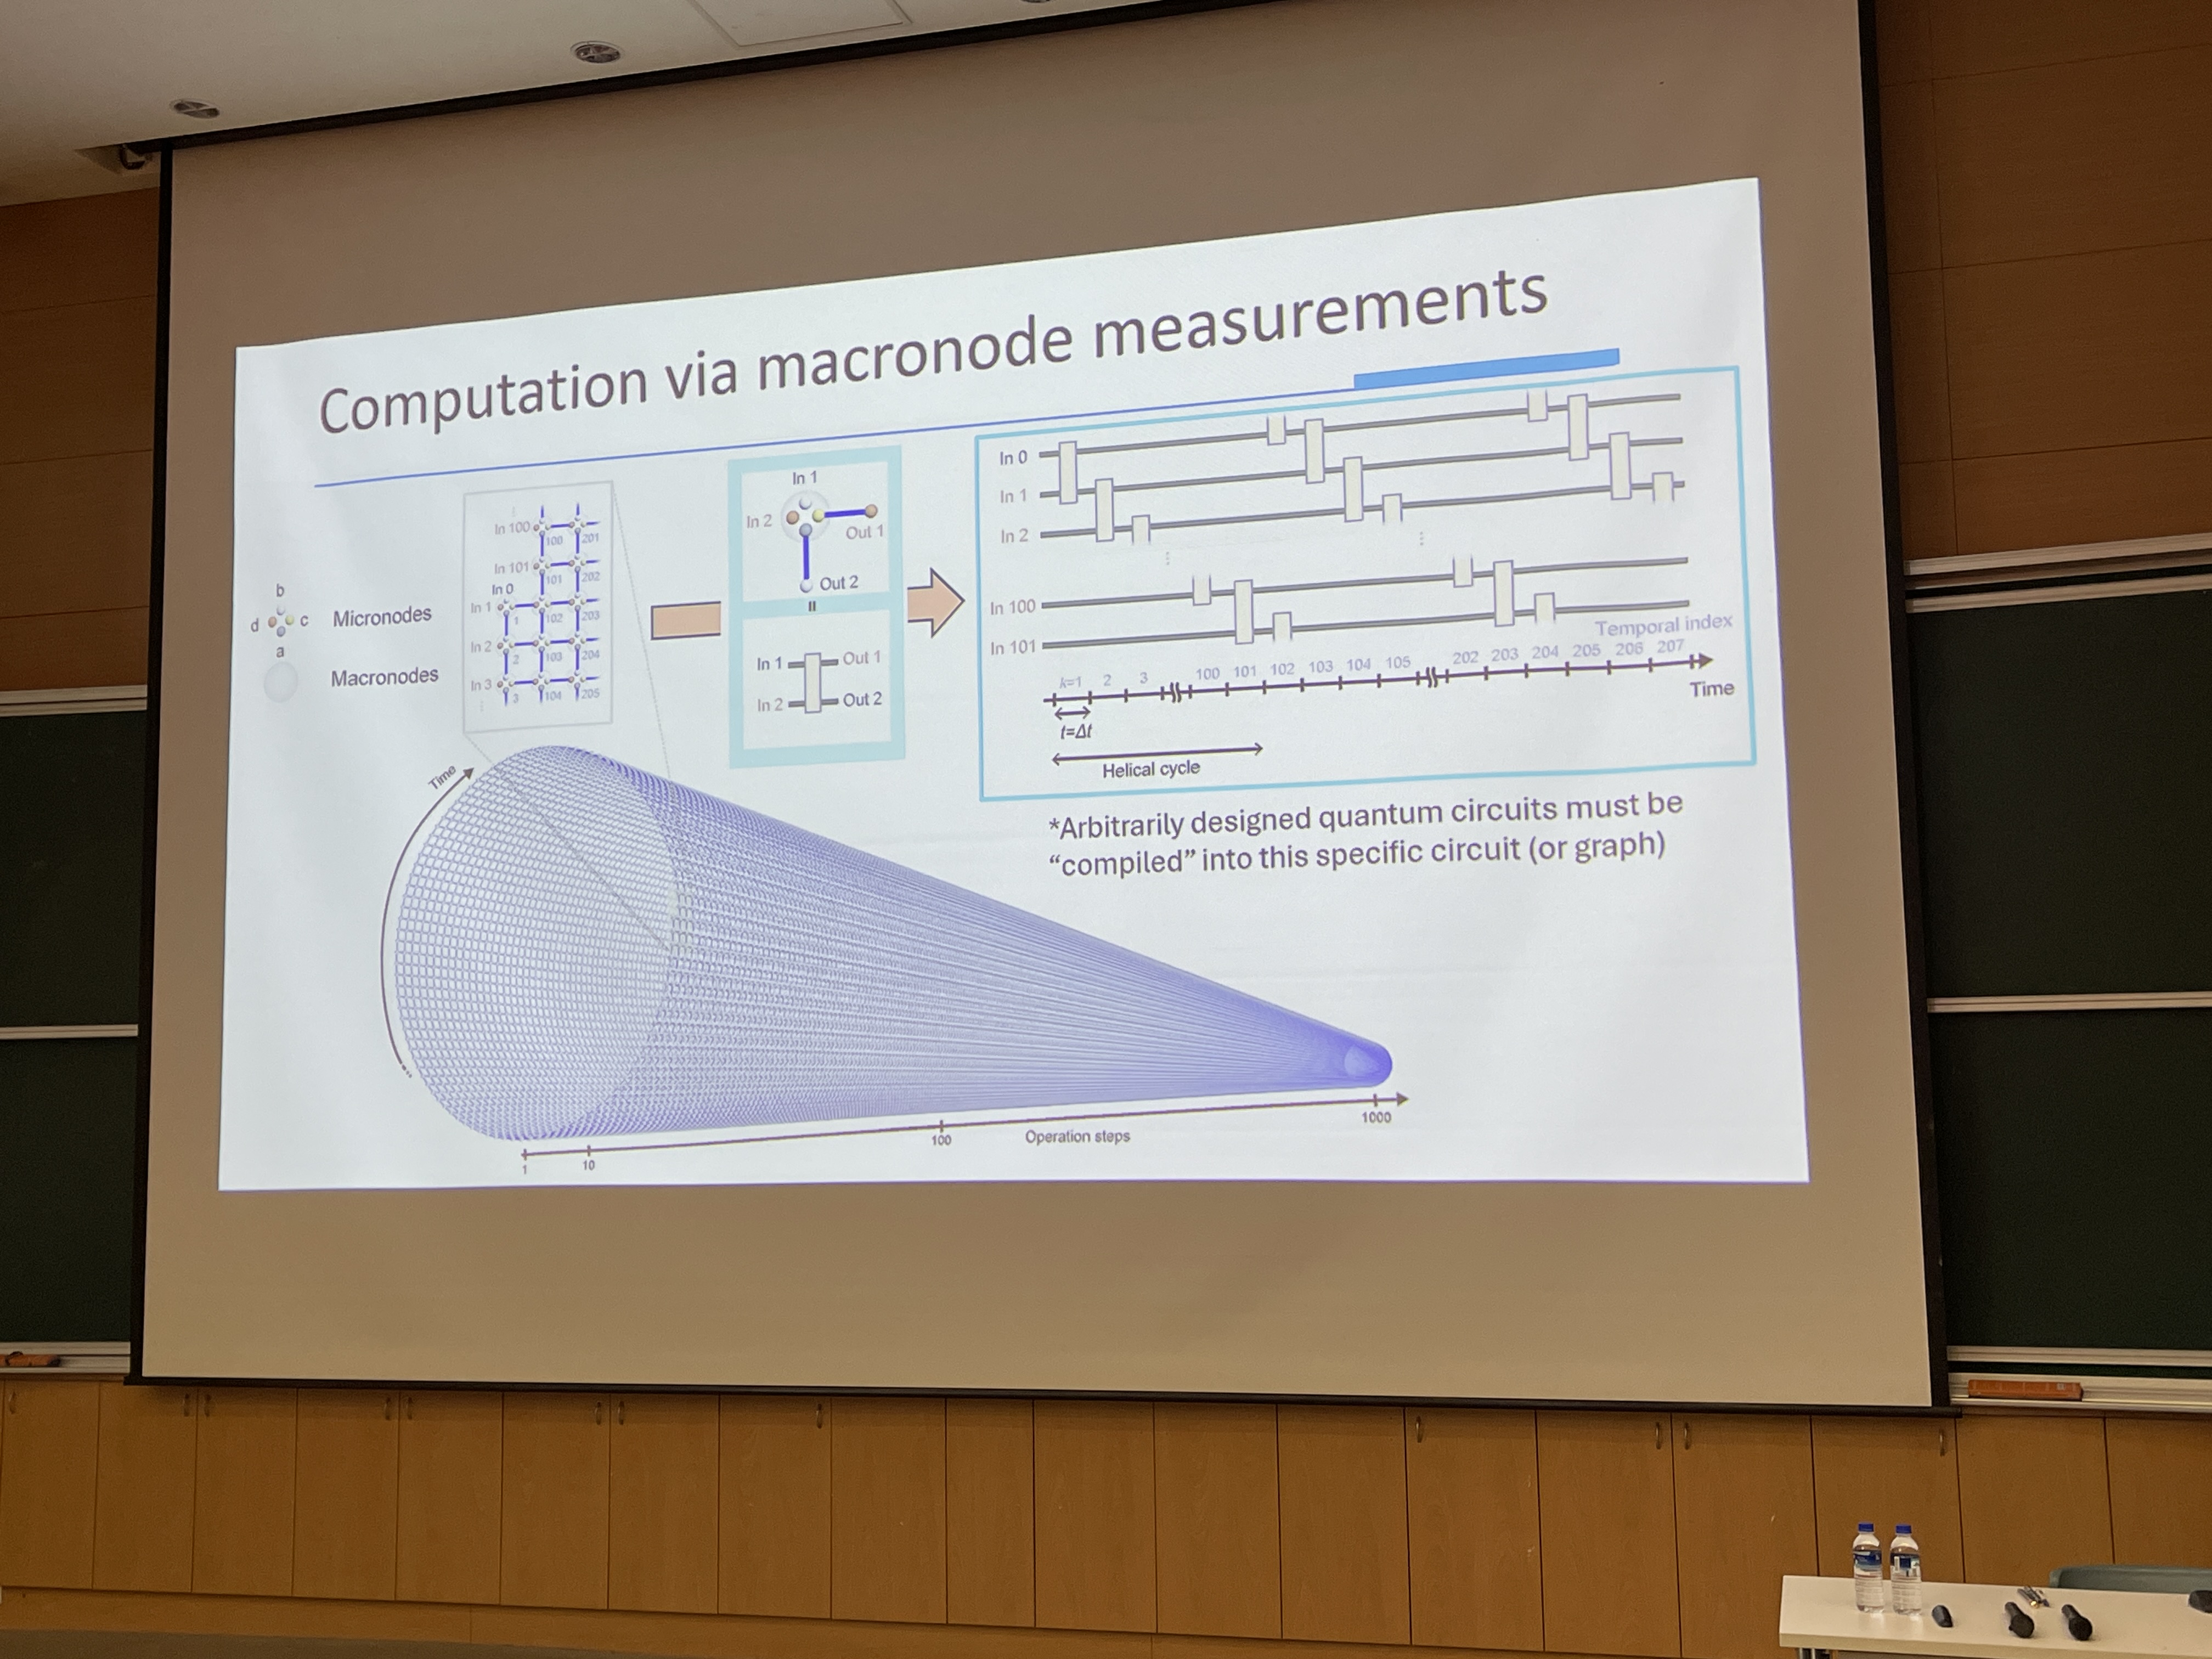 Computation via macronode measurements
b
d
c
a
Micronodes
Macronodes
In 100
100
201
In 101
101
202
In 0
In 1
1
102
203
In 2
2
103
204
In 3
3
104
205
In 1
In 2
Out 1
Out 2
=
In 1
Out 1
In 2
Out 2
In 0
In 1
In 2
In 100
In 101
Temporal index
k=1 2 3 100 101 102 103 104 105 202 203 204 205 206 207
Time
t=Δt
Helical cycle
*Arbitrarily designed quantum circuits must be
“compiled” into this specific circuit (or graph)
Time
1
10
100
Operation steps
1000